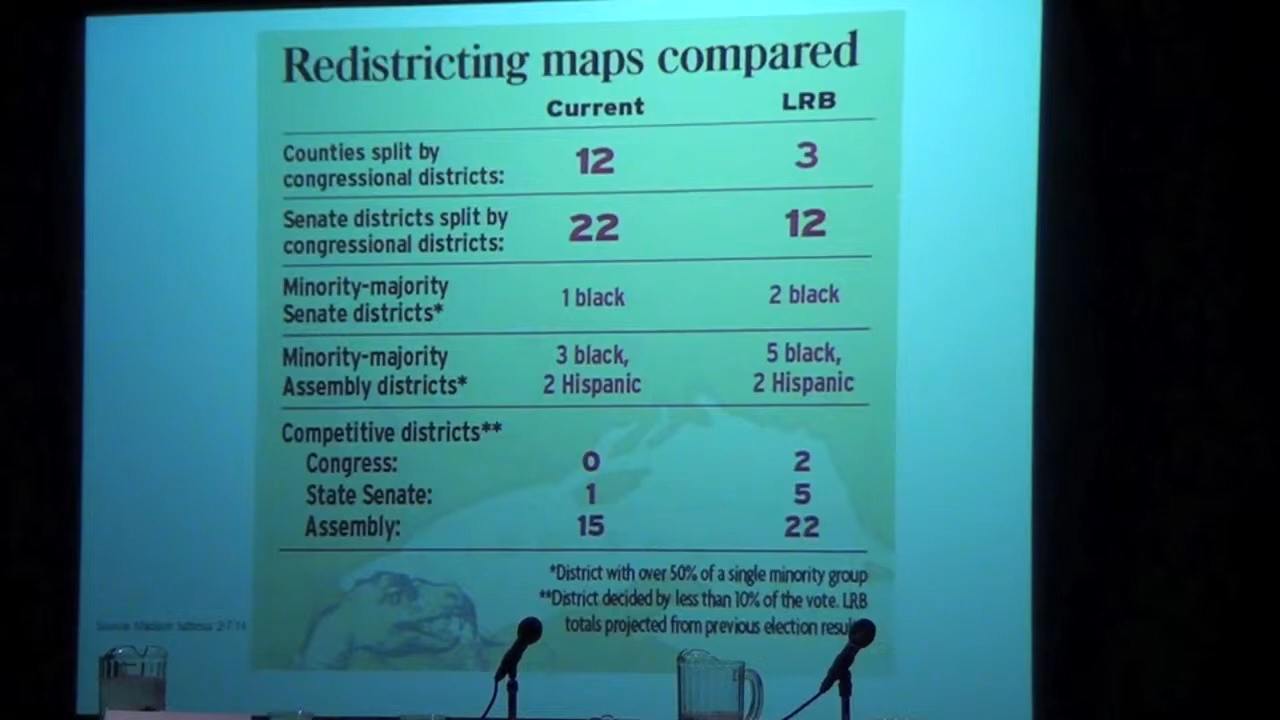 Redistricting maps compared
Current LRB
Counties split by
congressional districts: 12 3
Senate districts split by
congressional districts: 22 12
Minority-majority
Senate districts* 1 black 2 black
Minority-majority 3 black, 5 black,
Assembly districts* 2 Hispanic 2 Hispanic
Competitive districts**
Congress: 0 2
State Senate: 1 5
Assembly: 15 22
*District with over 50% of a single minority group
**District decided by less than 10% of the vote. LRB
totals projected from previous election